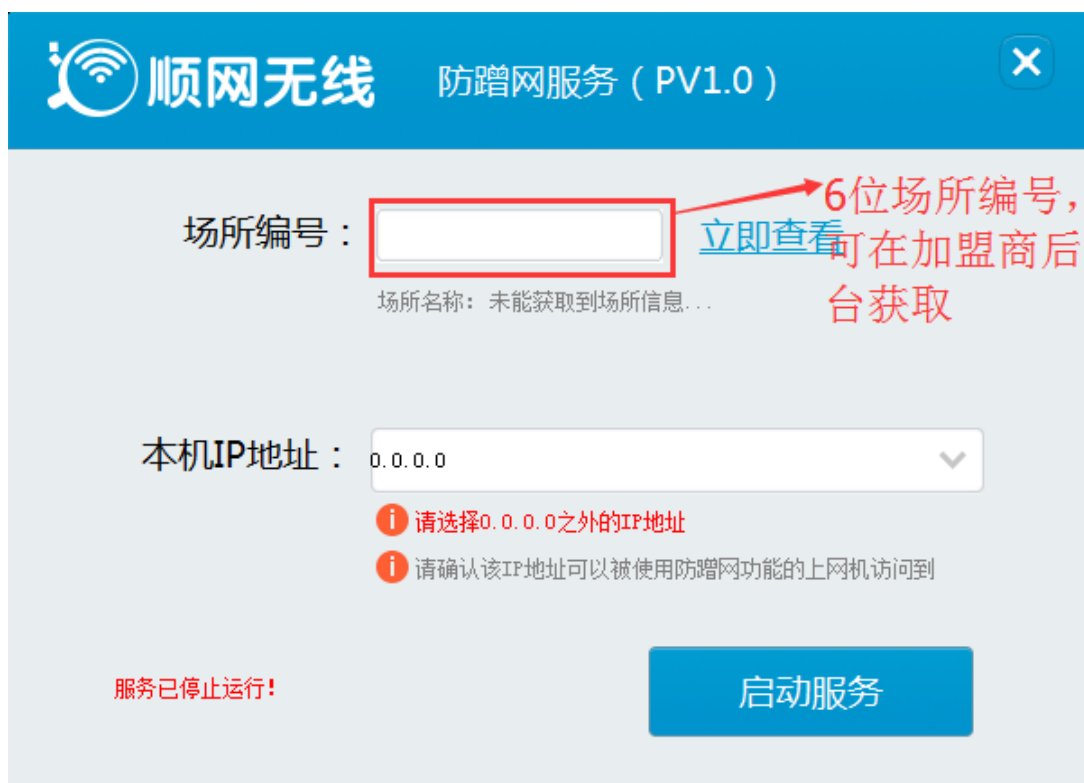 顺网无线
防蹭网服务（PV1.0）
场所编号：
立即查看
6位场所编号，
可在加盟商后
台获取
场所名称：未能获取到场所信息...
本机IP地址：
0.0.0.0
请选择0.0.0.0之外的IP地址
请确认该IP地址可以被使用防蹭网功能的上网机访问到
服务已停止运行!
启动服务